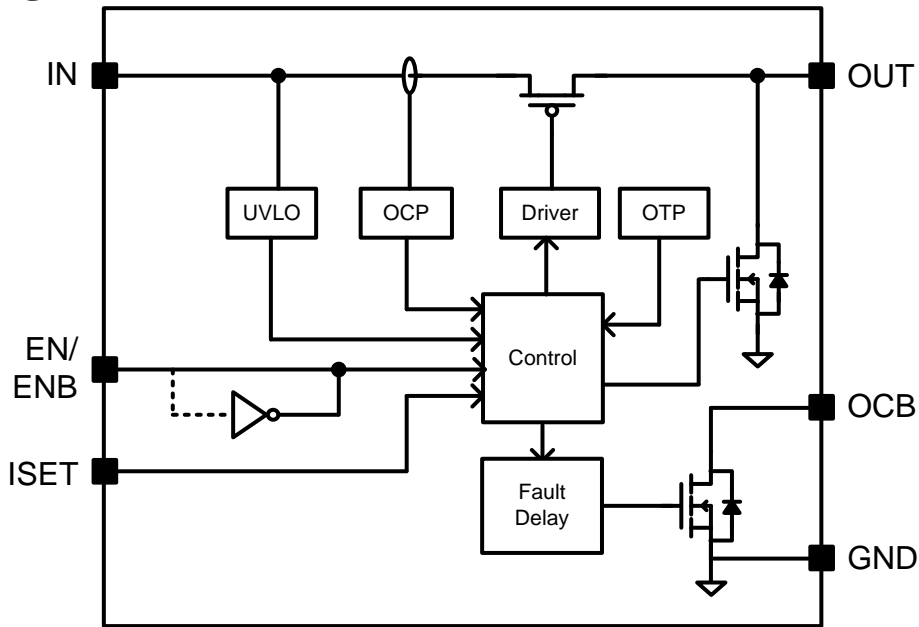 IN
OUT
UVLO
OCP
Driver
OTP
EN/
ENB
Control
OCB
ISET
Fault
Delay
GND